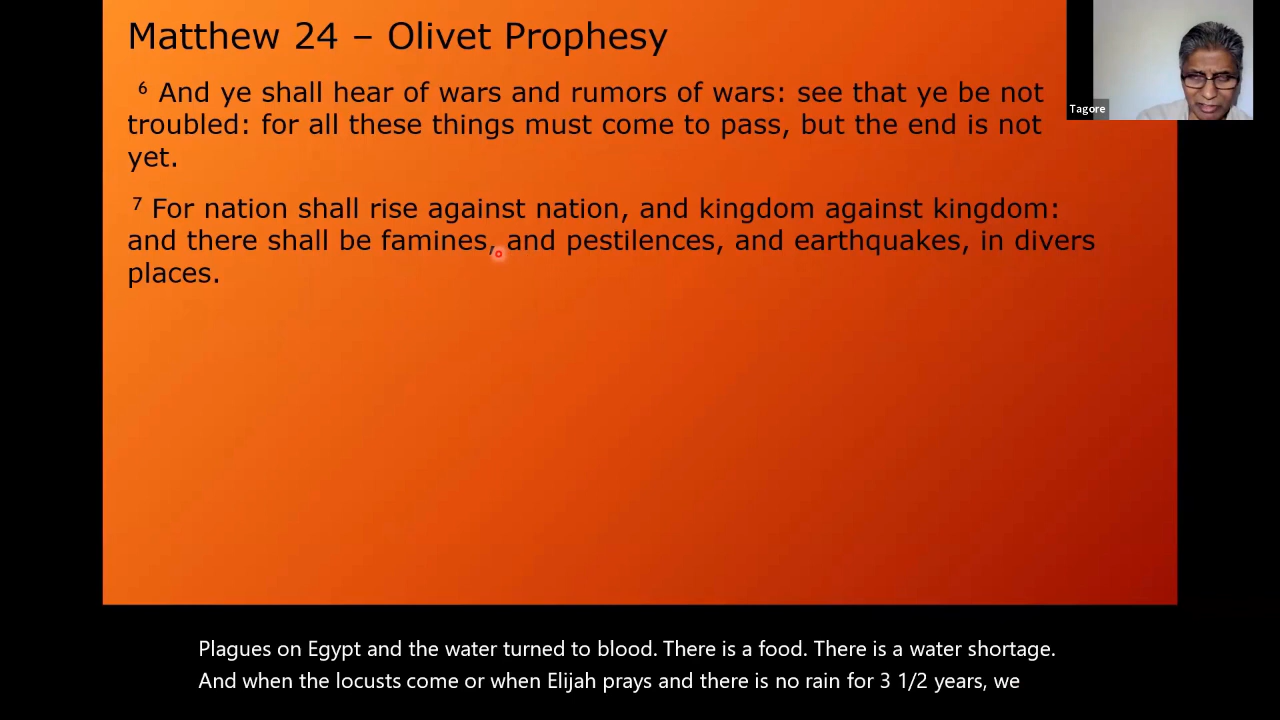 Matthew 24 – Olivet Prophesy
⁶ And ye shall hear of wars and rumors of wars: see that ye be not
troubled: for all these things must come to pass, but the end is not
yet.
⁷ For nation shall rise against nation, and kingdom against kingdom:
and there shall be famines, and pestilences, and earthquakes, in divers
places.
Tagore
Plagues on Egypt and the water turned to blood. There is a food. There is a water shortage.
And when the locusts come or when Elijah prays and there is no rain for 3 1/2 years, we